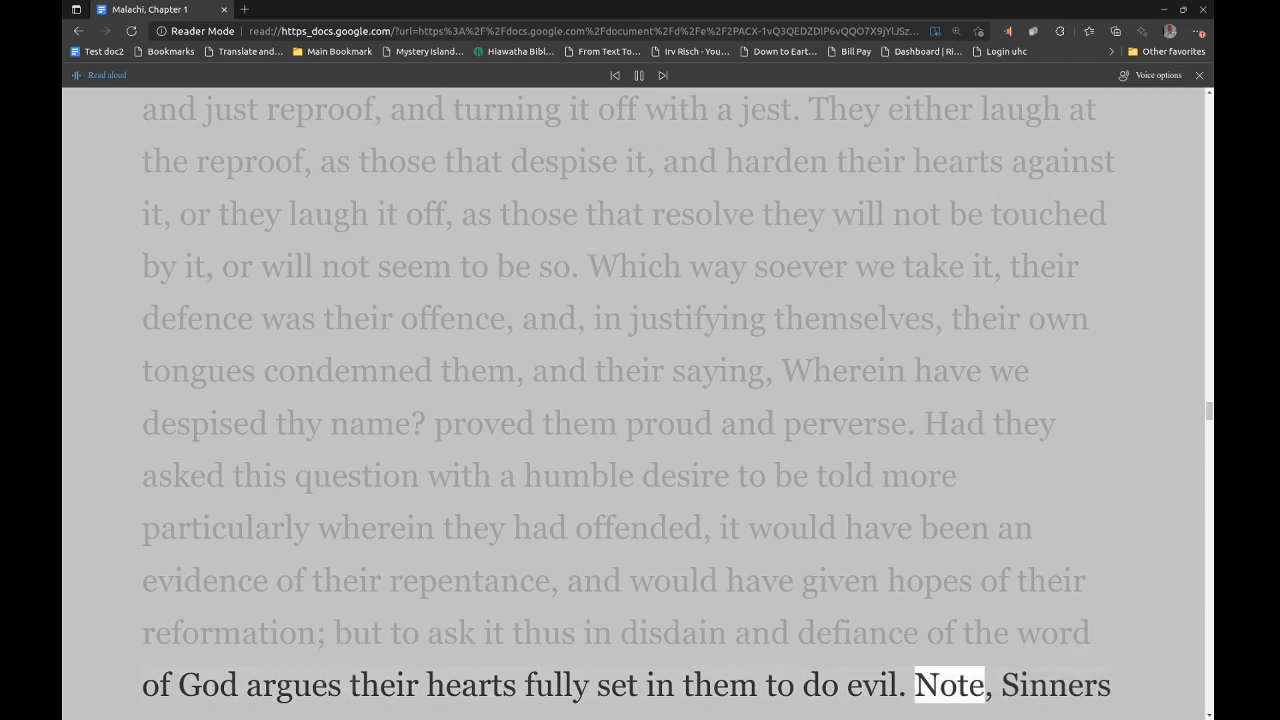 Malachi, Chapter 1
Reader Mode
read://https_docs.google.com/?url=https%3A%2F%2Fdocs.google.com%2Fdocument%2Fd%2Fe%2F2PACX-1vQ3QEDZDlP6vQQO7X9jYlJSz...
Test doc2
Bookmarks
Translate and...
Main Bookmark
Mystery Island...
Hiawatha Bibl...
From Text To...
Irv Risch - You...
Down to Eart...
Bill Pay
Dashboard | Ri...
Login uhc
Other favorites
Read aloud
Voice options
and just reproof, and turning it off with a jest. They either laugh at
the reproof, as those that despise it, and harden their hearts against
it, or they laugh it off, as those that resolve they will not be touched
by it, or will not seem to be so. Which way soever we take it, their
defence was their offence, and, in justifying themselves, their own
tongues condemned them, and their saying, Wherein have we
despised thy name? proved them proud and perverse. Had they
asked this question with a humble desire to be told more
particularly wherein they had offended, it would have been an
evidence of their repentance, and would have given hopes of their
reformation; but to ask it thus in disdain and defiance of the word
of God argues their hearts fully set in them to do evil. Note, Sinners